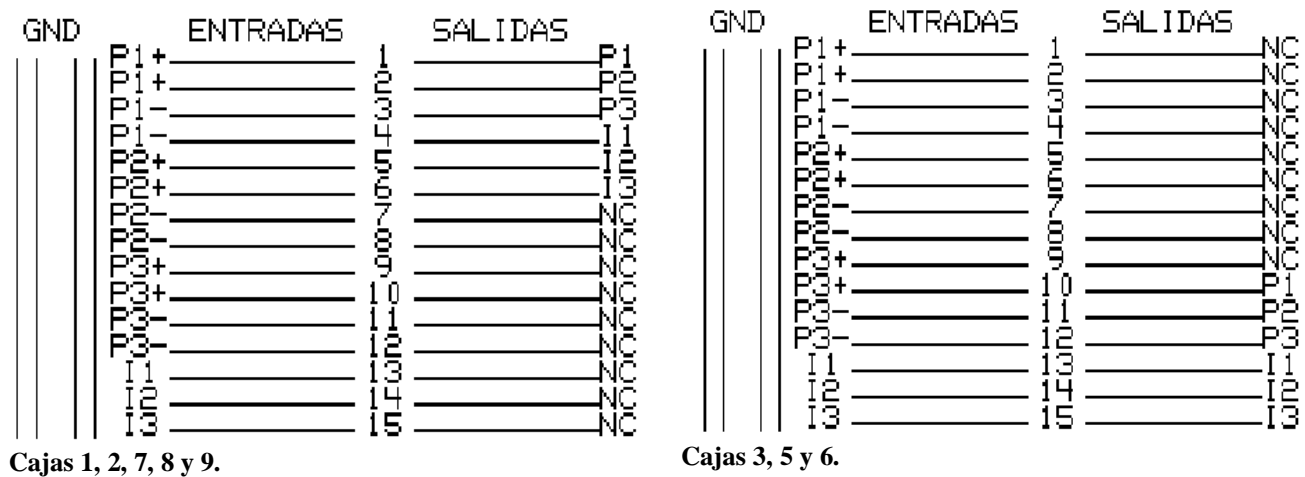 GND ENTRADAS SALIDAS
P1+ 1 P1
P1+ 2 P2
P1- 3 P3
P1- 4 I1
P2+ 5 I2
P2+ 6 I3
P2- 7 NC
P2- 8 NC
P3+ 9 NC
P3+ 10 NC
P3- 11 NC
P3- 12 NC
I1 13 NC
I2 14 NC
I3 15 NC
Cajas 1, 2, 7, 8 y 9.
GND ENTRADAS SALIDAS
P1+ 1 NC
P1+ 2 NC
P1- 3 NC
P1- 4 NC
P2+ 5 NC
P2+ 6 NC
P2- 7 NC
P2- 8 NC
P3+ 9 NC
P3+ 10 P1
P3- 11 P2
P3- 12 P3
I1 13 I1
I2 14 I2
I3 15 I3
Cajas 3, 5 y 6.